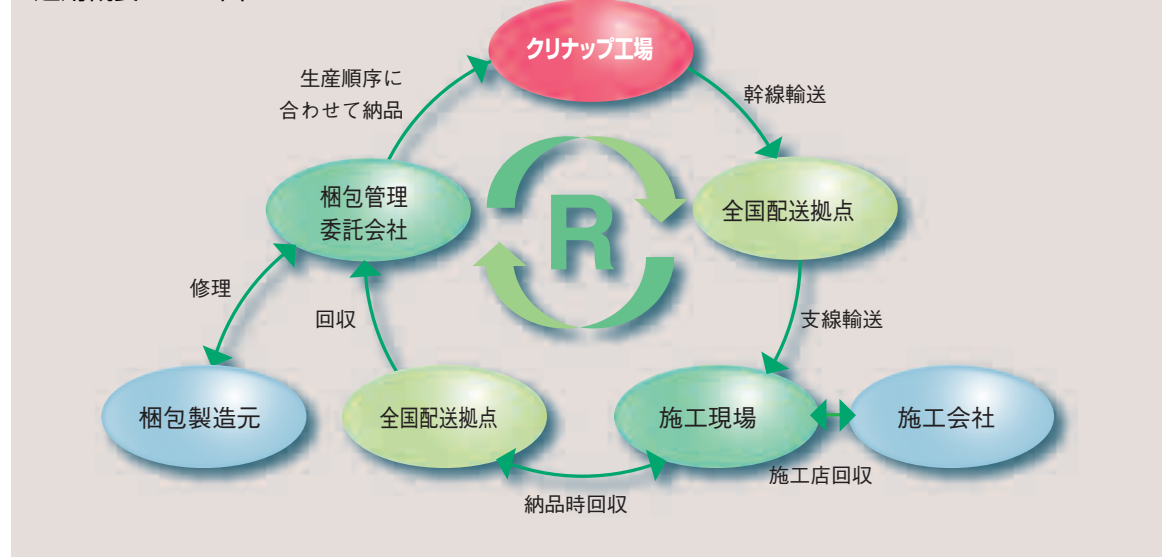 クリナップ工場
生産順序に
合わせて納品
幹線輸送
梱包管理
委託会社
R
全国配送拠点
修理
回収
支線輸送
梱包製造元
全国配送拠点
施工現場
施工会社
施工店回収
納品時回収